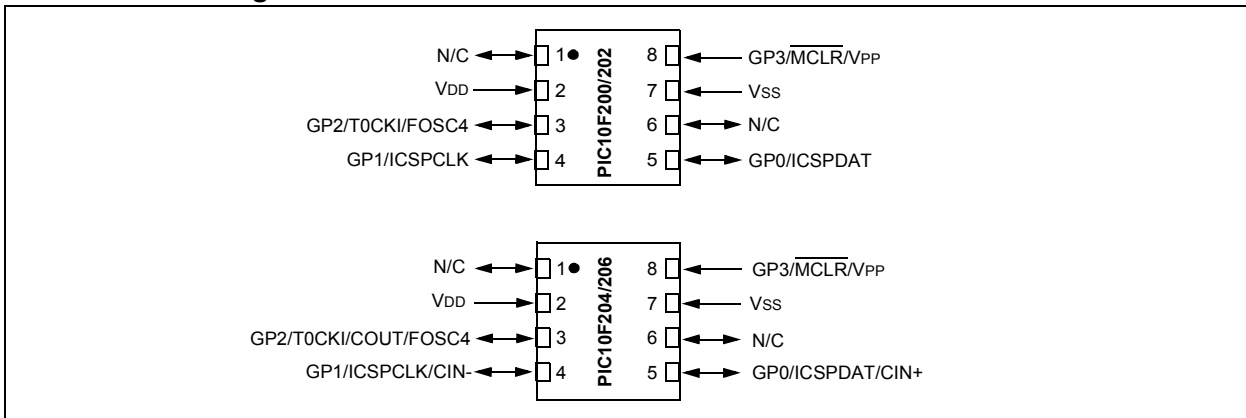 N/C 1 8 GP3/MCLR/VPP
VDD 2 7 VSS
GP2/T0CKI/FOSC4 3 6 N/C
GP1/ICSPCLK 4 5 GP0/ICSPDAT
PIC10F200/202
N/C 1 8 GP3/MCLR/VPP
VDD 2 7 VSS
GP2/T0CKI/COUT/FOSC4 3 6 N/C
GP1/ICSPCLK/CIN- 4 5 GP0/ICSPDAT/CIN+
PIC10F204/206